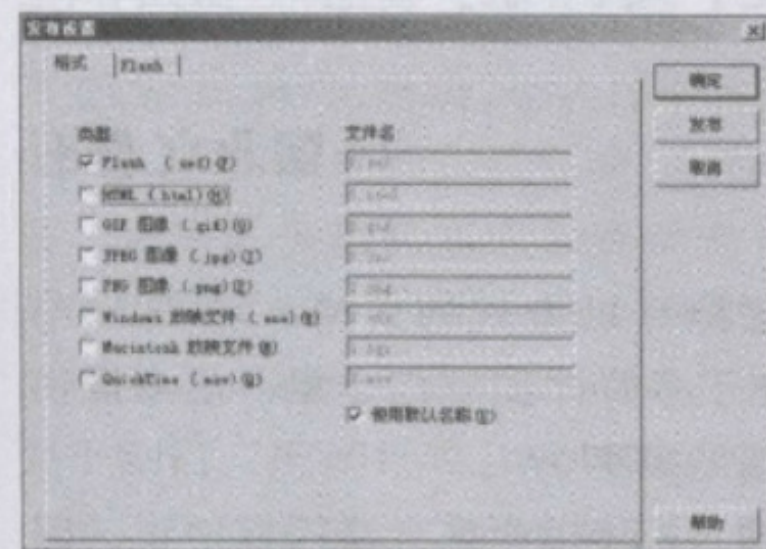 发布设置
格式 Flash
确定
发布
取消
类型 文件名
Flash (.swf)(F)
HTML (.html)(H)
GIF 图像 (.gif)(G)
JPEG 图像 (.jpg)(J)
PNG 图像 (.png)(P)
Windows 放映文件 (.exe)(W)
Macintosh 放映文件(M)
QuickTime (.mov)(Q)
使用默认名称(U)
帮助